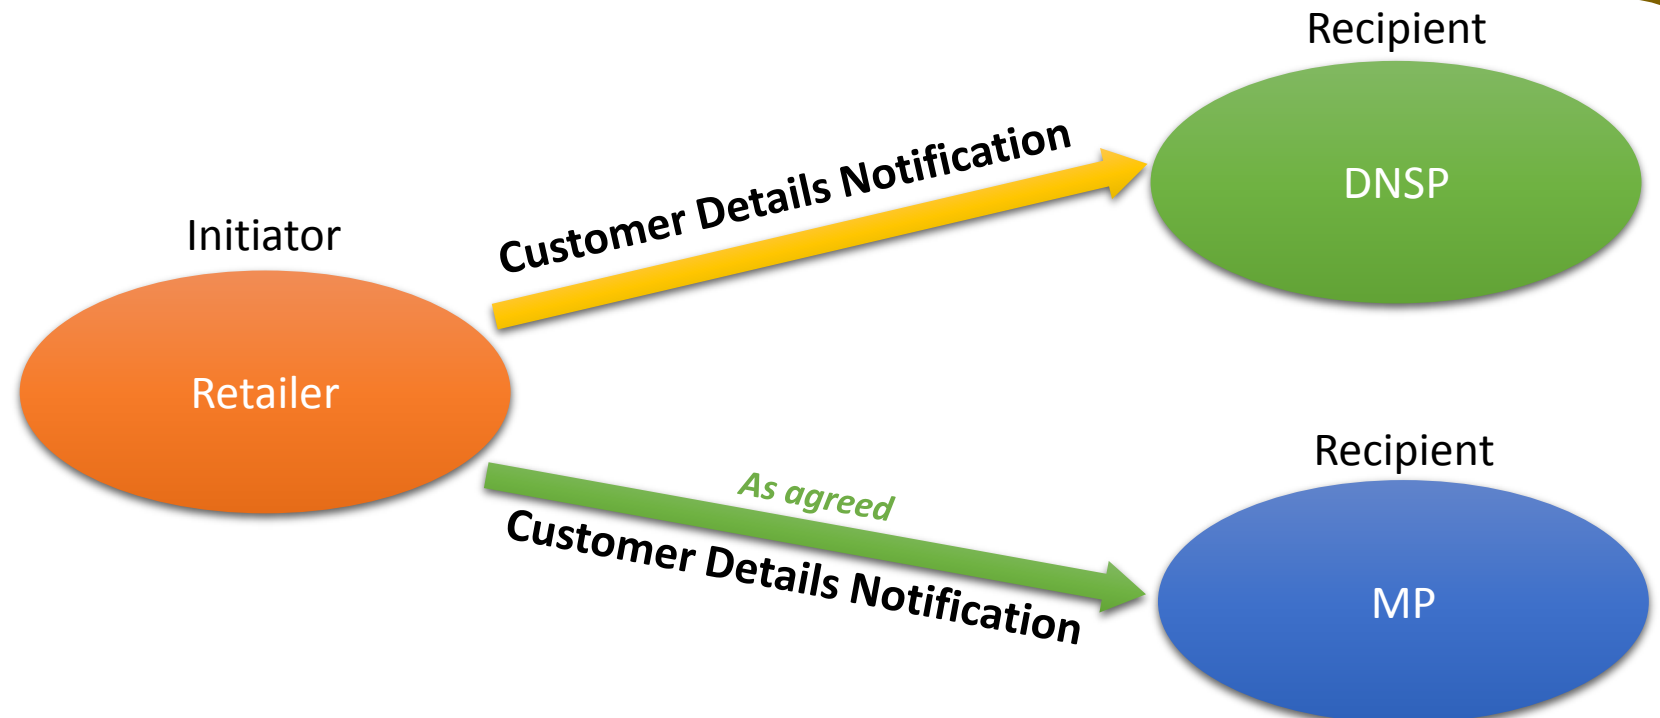 Recipient
Customer Details Notification
DNSP
Initiator
Retailer
As agreed
Customer Details Notification
Recipient
MP